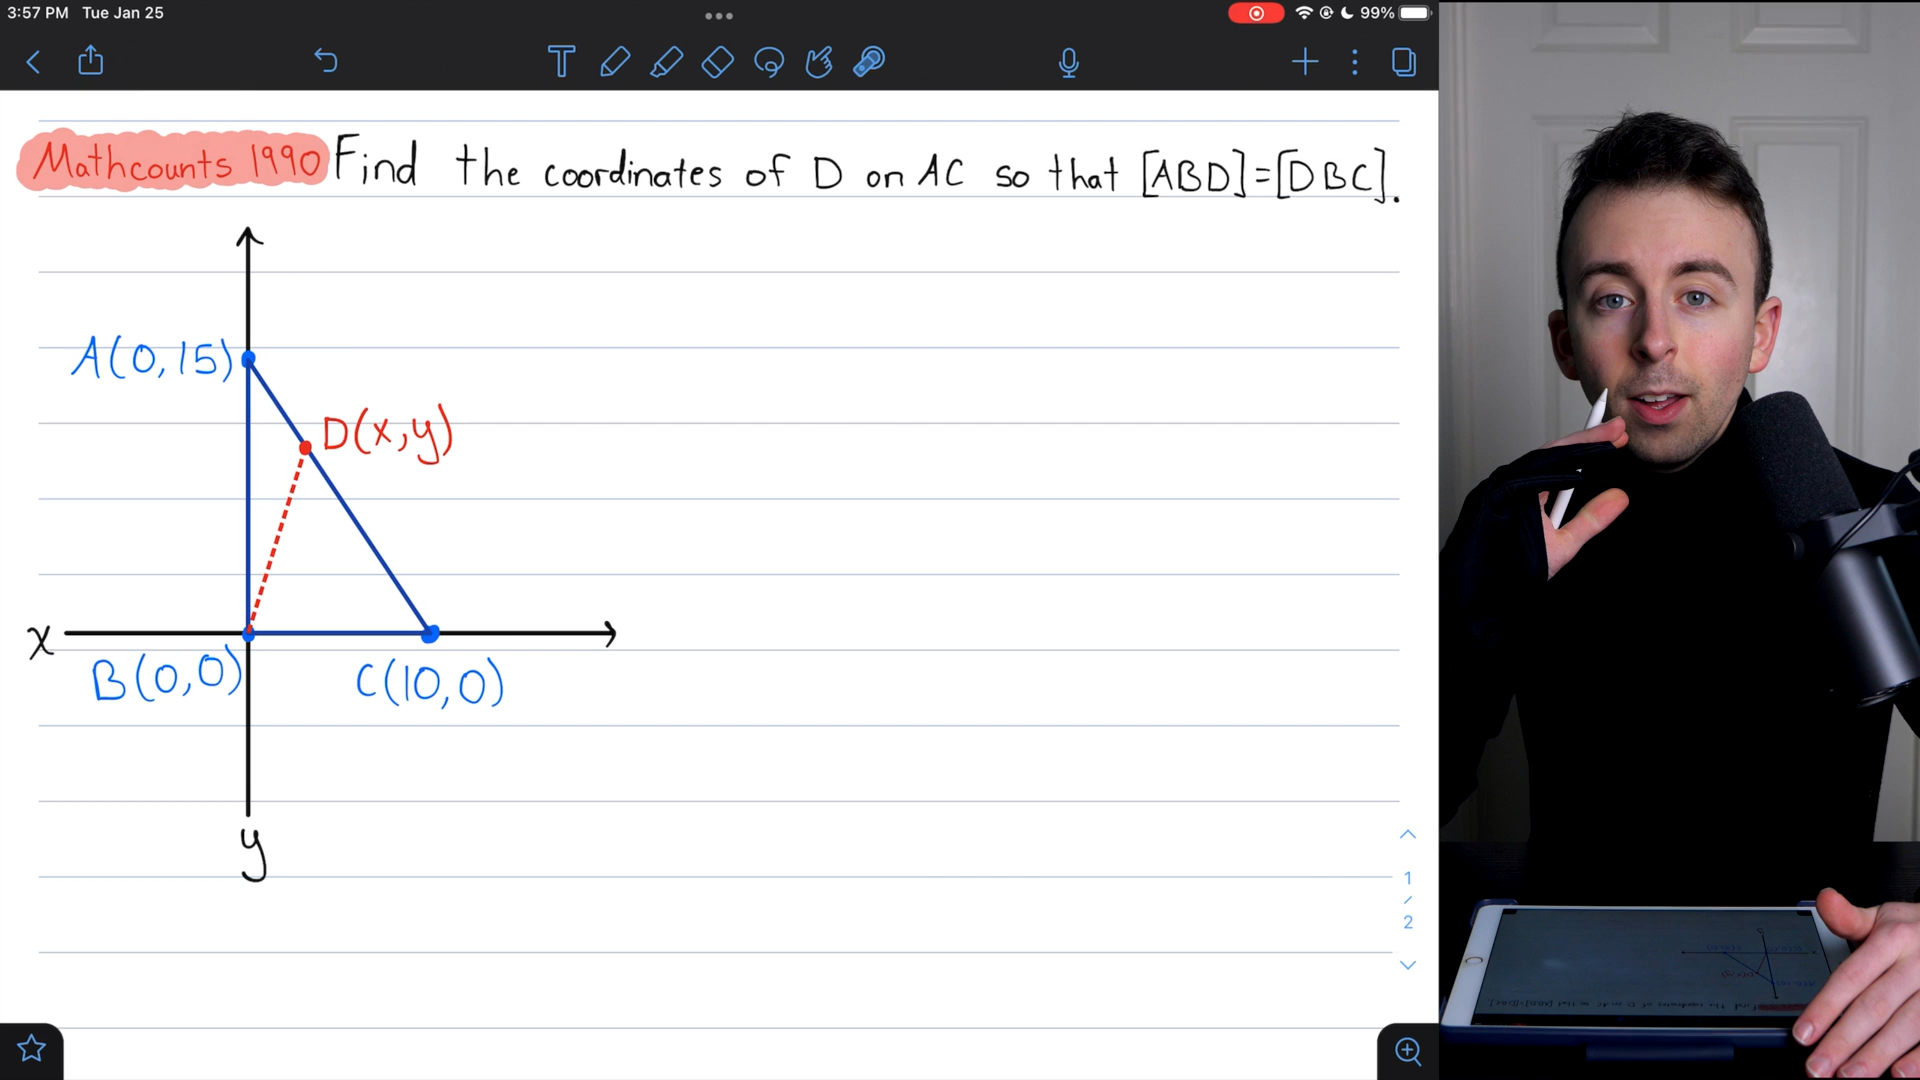 3:57 PM Tue Jan 25
99%
Mathcounts 1990 Find the coordinates of D on AC so that [ABD]=[DBC].
A(0,15)
D(x,y)
x
B(0,0)
C(10,0)
y
1
/
2